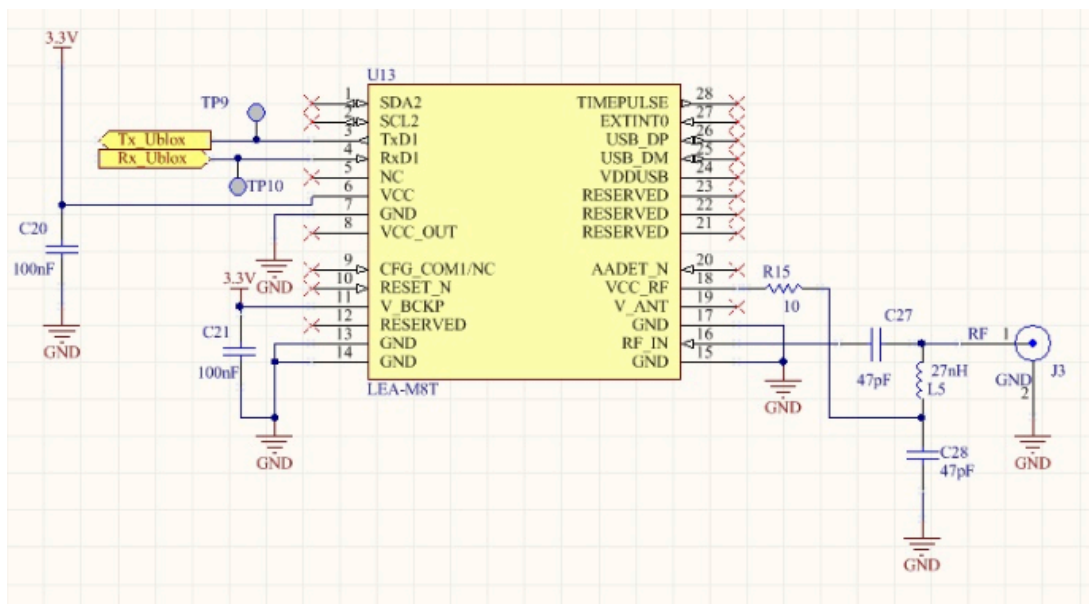 3.3V
U13
1 SDA2
2 SCL2
3 TxD1
4 RxD1
5 NC
6 VCC
7 GND
8 VCC_OUT
9 CFG_COM1/NC
10 RESET_N
11 V_BCKP
12 RESERVED
13 GND
14 GND
TIMEPULSE 28
EXTINT0 27
USB_DP 26
USB_DM 25
VDDUSB 24
RESERVED 23
RESERVED 22
RESERVED 21
AADET_N 20
VCC_RF 18
V_ANT 19
GND 17
RF_IN 16
GND 15
LEA-M8T
TP9
Tx_Ublox
Rx_Ublox
TP10
C20
100nF
GND
GND
3.3V
C21
100nF
GND
R15
10
GND
C27
47pF
RF
1
J3
GND
2
27nH
L5
GND
C28
47pF
GND